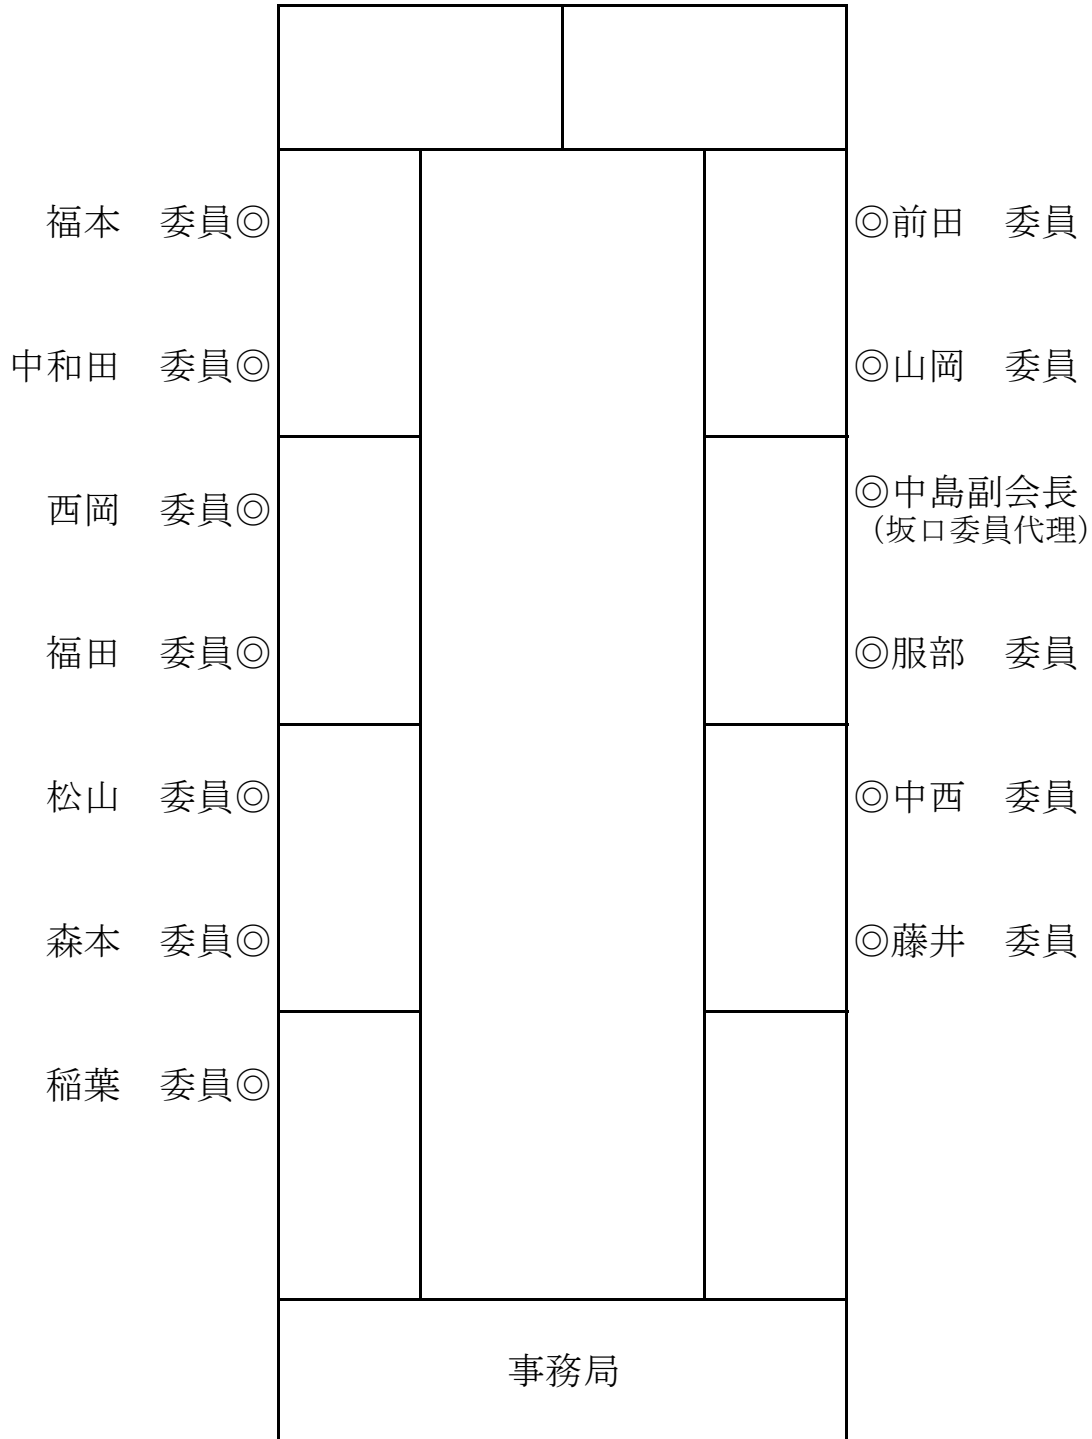 福本　委員◎
◎前田　委員
中和田　委員◎
◎山岡　委員
西岡　委員◎
◎中島副会長
（坂口委員代理）
福田　委員◎
◎服部　委員
松山　委員◎
◎中西　委員
森本　委員◎
◎藤井　委員
稲葉　委員◎
事務局